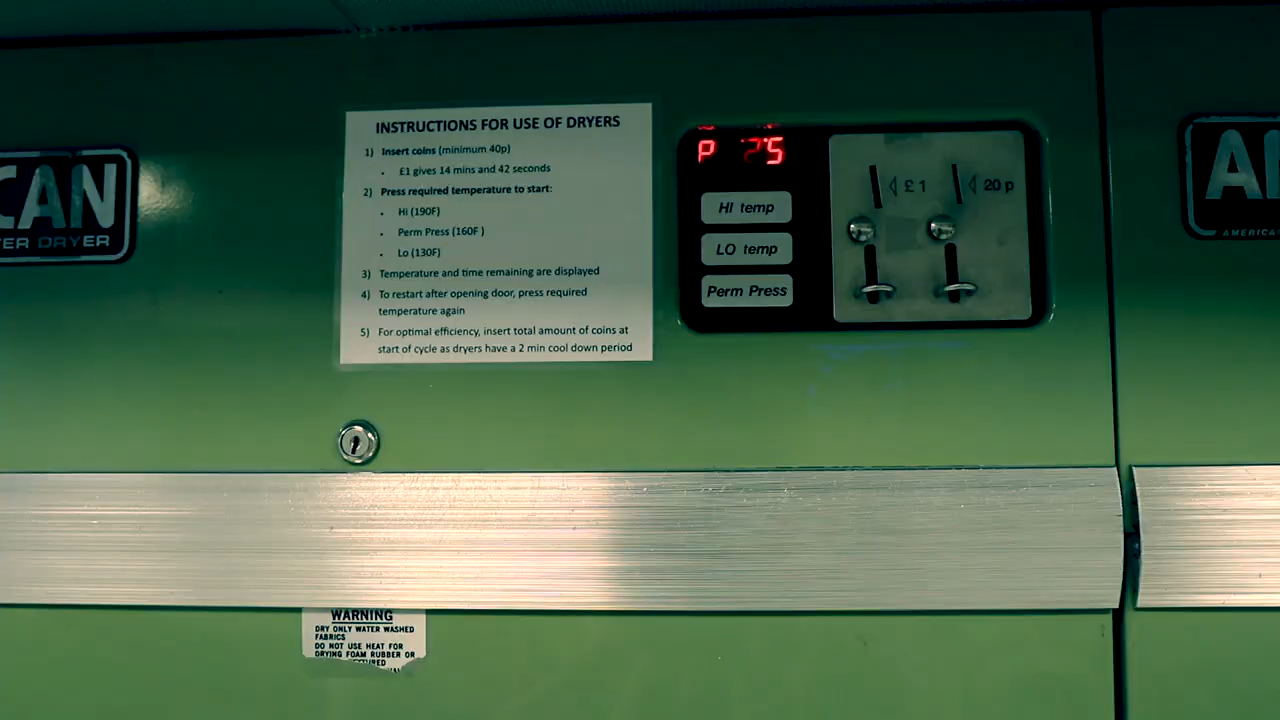 CAN
TER DRYER
INSTRUCTIONS FOR USE OF DRYERS
1) Insert coins (minimum 40p)
• £1 gives 14 mins and 42 seconds
2) Press required temperature to start:
• Hi (190F)
• Perm Press (160F )
• Lo (130F)
3) Temperature and time remaining are displayed
4) To restart after opening door, press required
temperature again
5) For optimal efficiency, insert total amount of coins at
start of cycle as dryers have a 2 min cool down period
P 25
HI temp
LO temp
Perm Press
£1
20p
A
AMERICA
WARNING
DRY ONLY WATER WASHED
FABRICS
DO NOT USE HEAT FOR
DRYING FOAM RUBBER OR